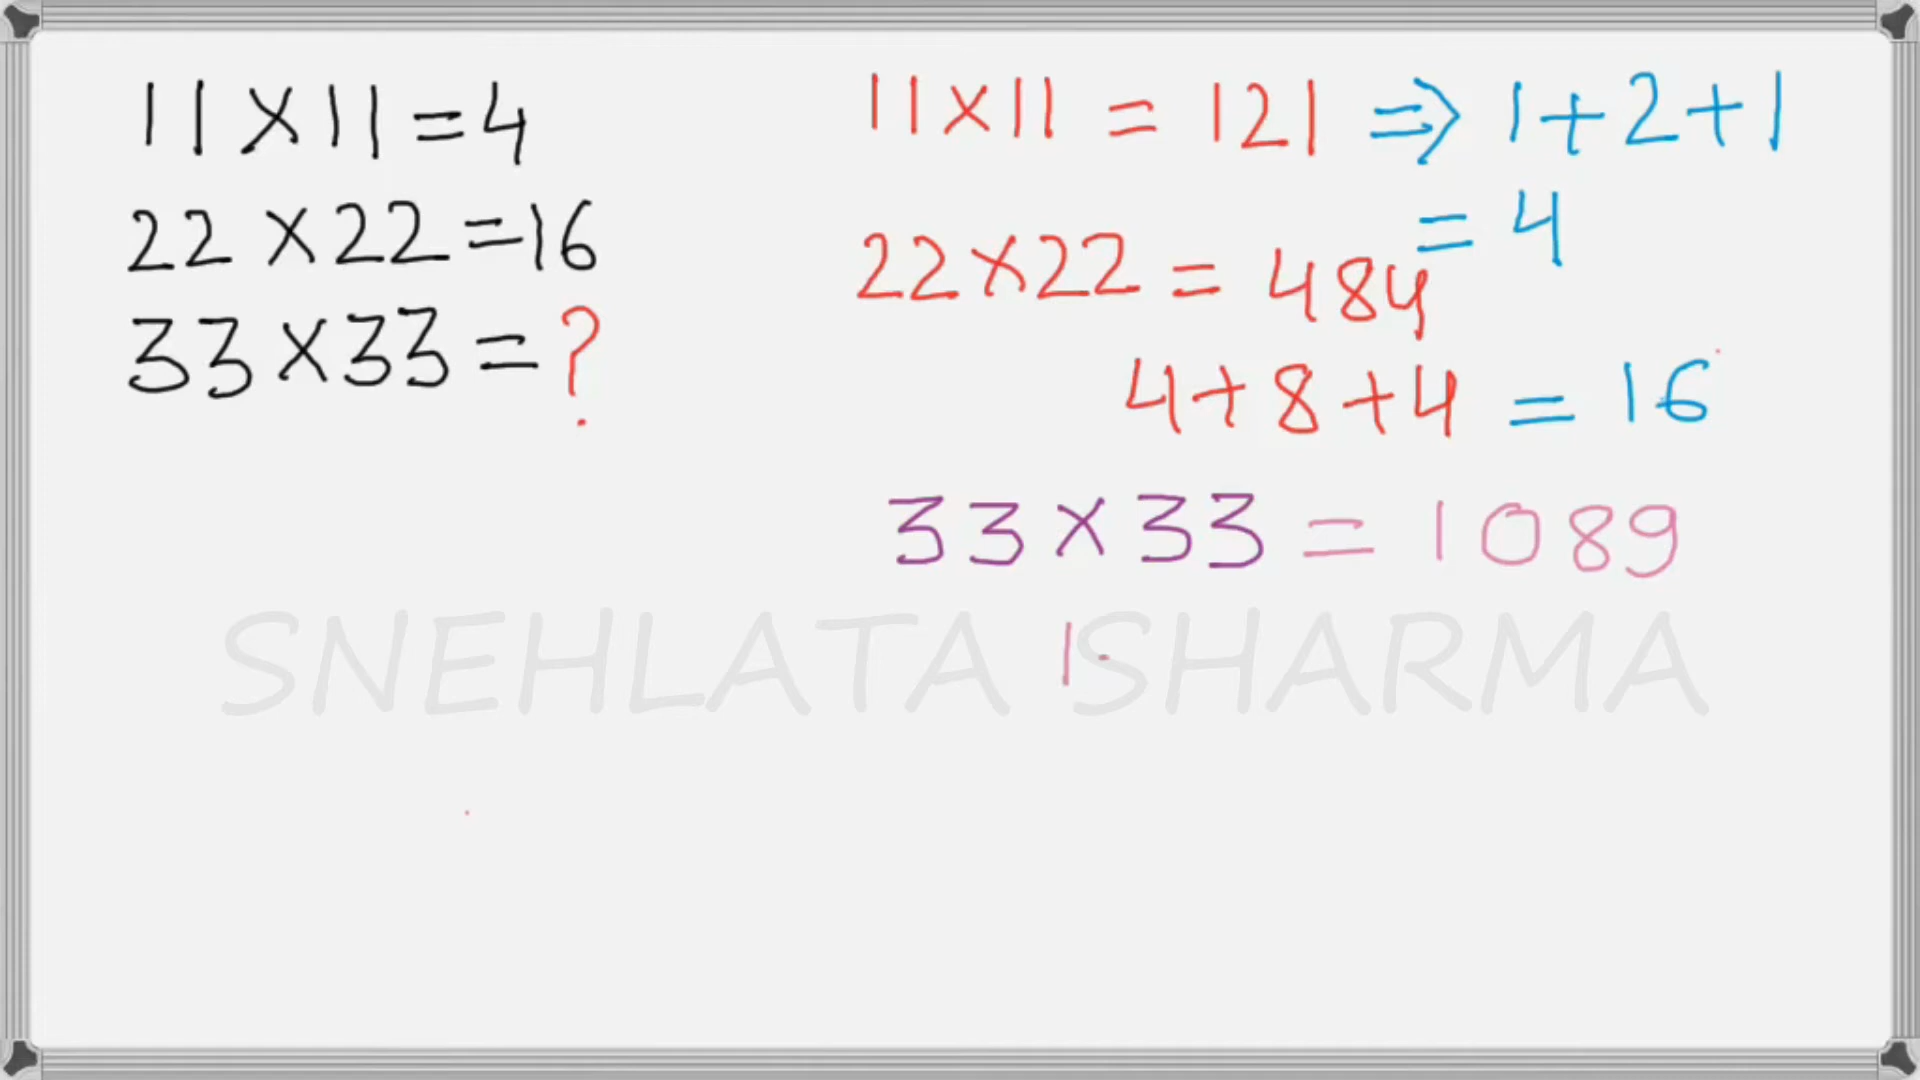 11×11=4
22×22=16
33×33=?
11×11 = 121 ⇒ 1+2+1
= 4
22×22 = 484
4+8+4 = 16
33×33 = 1089
1
SNEHLATA SHARMA